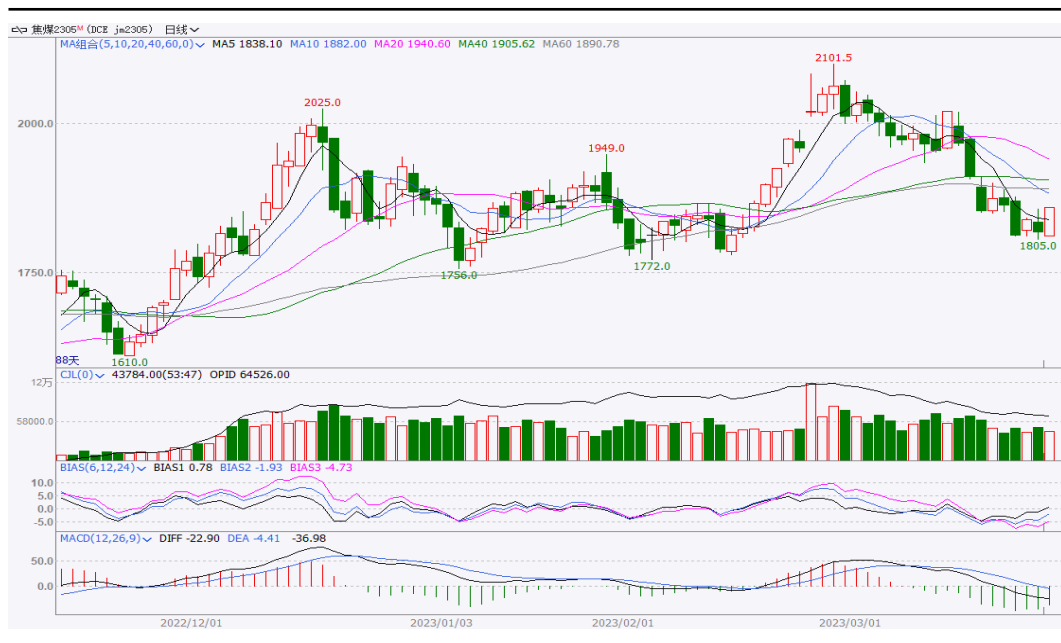 焦煤2305ᴹ (DCE jm2305) 日线
MA组合(5,10,20,40,60,0) MA5 1838.10 MA10 1882.00 MA20 1940.60 MA40 1905.62 MA60 1890.78
2101.5
2025.0
2000.0
1949.0
1805.0
1750.0
1756.0
1772.0
88天
1610.0
CJL(0) 43784.00(53:47) OPID 64526.00
12万
58000.0
BIAS(6,12,24) BIAS1 0.78 BIAS2 -1.93 BIAS3 -4.73
10.0
5.0
0.0
-5.0
MACD(12,26,9) DIFF -22.90 DEA -4.41 -36.98
50.0
0.0
2022/12/01 2023/01/03 2023/02/01 2023/03/01